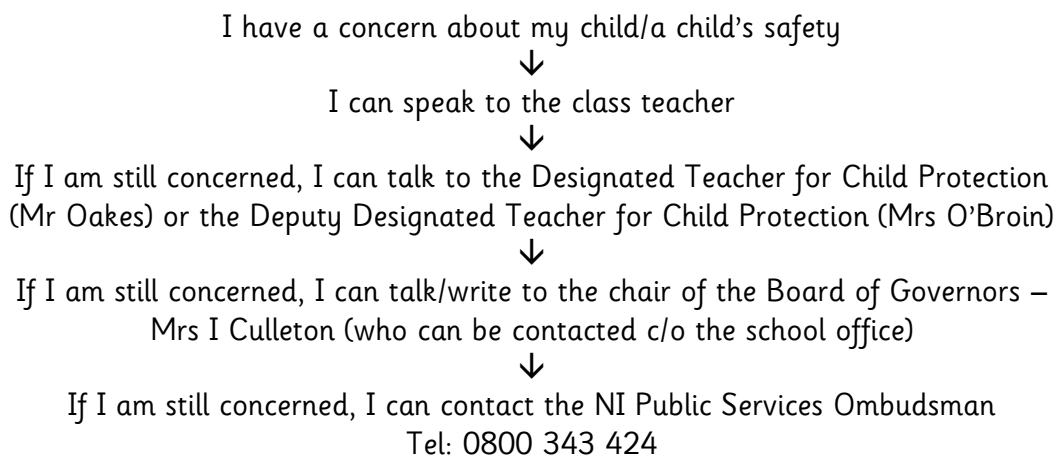 I have a concern about my child/a child's safety
↓
I can speak to the class teacher
↓
If I am still concerned, I can talk to the Designated Teacher for Child Protection
(Mr Oakes) or the Deputy Designated Teacher for Child Protection (Mrs O'Broin)
↓
If I am still concerned, I can talk/write to the chair of the Board of Governors –
Mrs I Culleton (who can be contacted c/o the school office)
↓
If I am still concerned, I can contact the NI Public Services Ombudsman
Tel: 0800 343 424